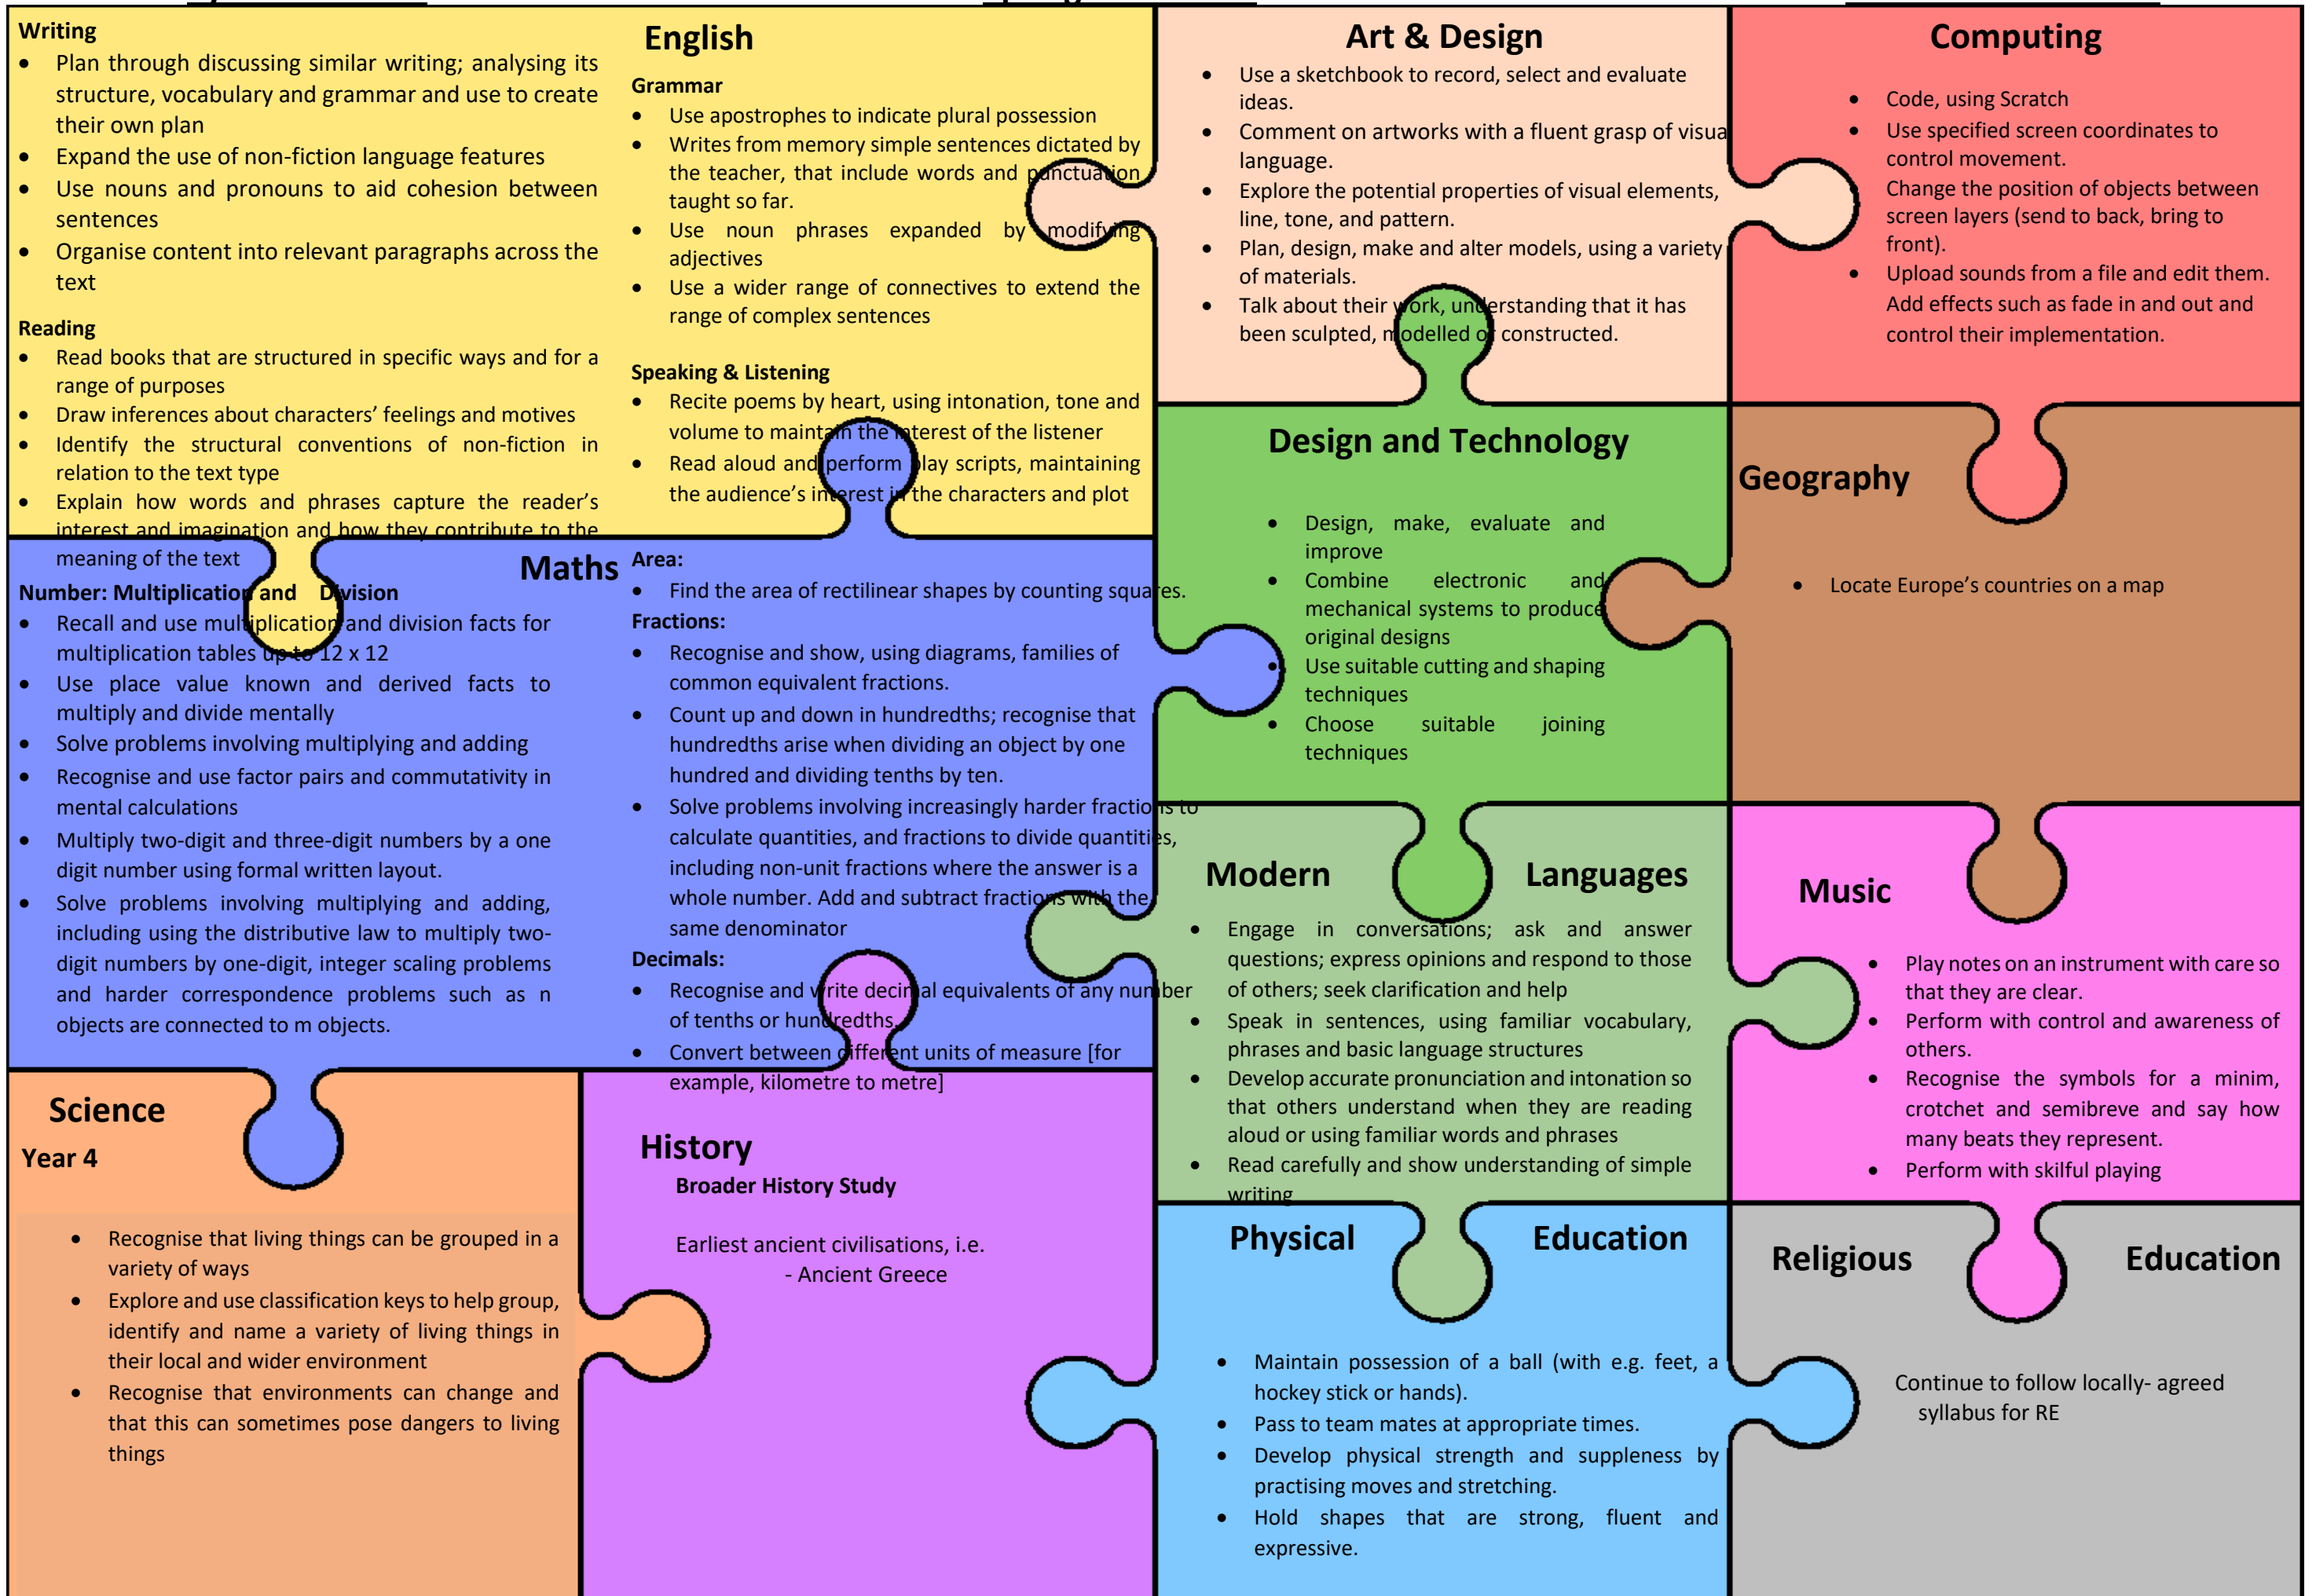 Writing
• Plan through discussing similar writing; analysing its
structure, vocabulary and grammar and use to create
their own plan
• Expand the use of non-fiction language features
• Use nouns and pronouns to aid cohesion between
sentences
• Organise content into relevant paragraphs across the
text
Reading
• Read books that are structured in specific ways and for a
range of purposes
• Draw inferences about characters' feelings and motives
• Identify the structural conventions of non-fiction in
relation to the text type
• Explain how words and phrases capture the reader's
interest and imagination and how they contribute to the
meaning of the text
English
Grammar
• Use apostrophes to indicate plural possession
• Writes from memory simple sentences dictated by
the teacher, that include words and punctuation
taught so far.
• Use noun phrases expanded by modifying
adjectives
• Use a wider range of connectives to extend the
range of complex sentences
Speaking & Listening
• Recite poems by heart, using intonation, tone and
volume to maintain the interest of the listener
• Read aloud and perform play scripts, maintaining
the audience's interest in the characters and plot
Art & Design
• Use a sketchbook to record, select and evaluate
ideas.
• Comment on artworks with a fluent grasp of visua
language.
• Explore the potential properties of visual elements,
line, tone, and pattern.
• Plan, design, make and alter models, using a variety
of materials.
• Talk about their work, understanding that it has
been sculpted, modelled or constructed.
Computing
• Code, using Scratch
• Use specified screen coordinates to
control movement.
• Change the position of objects between
screen layers (send to back, bring to
front).
• Upload sounds from a file and edit them.
Add effects such as fade in and out and
control their implementation.
Maths
Number: Multiplication and Division
• Recall and use multiplication and division facts for
multiplication tables up to 12 x 12
• Use place value known and derived facts to
multiply and divide mentally
• Solve problems involving multiplying and adding
• Recognise and use factor pairs and commutativity in
mental calculations
• Multiply two-digit and three-digit numbers by a one
digit number using formal written layout.
• Solve problems involving multiplying and adding,
including using the distributive law to multiply two-
digit numbers by one-digit, integer scaling problems
and harder correspondence problems such as n
objects are connected to m objects.
Area:
• Find the area of rectilinear shapes by counting squares.
Fractions:
• Recognise and show, using diagrams, families of
common equivalent fractions.
• Count up and down in hundredths; recognise that
hundredths arise when dividing an object by one
hundred and dividing tenths by ten.
• Solve problems involving increasingly harder fractions to
calculate quantities, and fractions to divide quantities,
including non-unit fractions where the answer is a
whole number. Add and subtract fractions with the
same denominator
Decimals:
• Recognise and write decimal equivalents of any number
of tenths or hundredths.
• Convert between different units of measure [for
example, kilometre to metre]
Design and Technology
• Design, make, evaluate and
improve
• Combine electronic and
mechanical systems to produce
original designs
• Use suitable cutting and shaping
techniques
• Choose suitable joining
techniques
Geography
• Locate Europe's countries on a map
Modern Languages
• Engage in conversations; ask and answer
questions; express opinions and respond to those
of others; seek clarification and help
• Speak in sentences, using familiar vocabulary,
phrases and basic language structures
• Develop accurate pronunciation and intonation so
that others understand when they are reading
aloud or using familiar words and phrases
• Read carefully and show understanding of simple
writing
Music
• Play notes on an instrument with care so
that they are clear.
• Perform with control and awareness of
others.
• Recognise the symbols for a minim,
crotchet and semibreve and say how
many beats they represent.
• Perform with skilful playing
Science
Year 4
• Recognise that living things can be grouped in a
variety of ways
• Explore and use classification keys to help group,
identify and name a variety of living things in
their local and wider environment
• Recognise that environments can change and
that this can sometimes pose dangers to living
things
History
Broader History Study
Earliest ancient civilisations, i.e.
- Ancient Greece
Physical Education
• Maintain possession of a ball (with e.g. feet, a
hockey stick or hands).
• Pass to team mates at appropriate times.
• Develop physical strength and suppleness by
practising moves and stretching.
• Hold shapes that are strong, fluent and
expressive.
Religious Education
Continue to follow locally- agreed
syllabus for RE